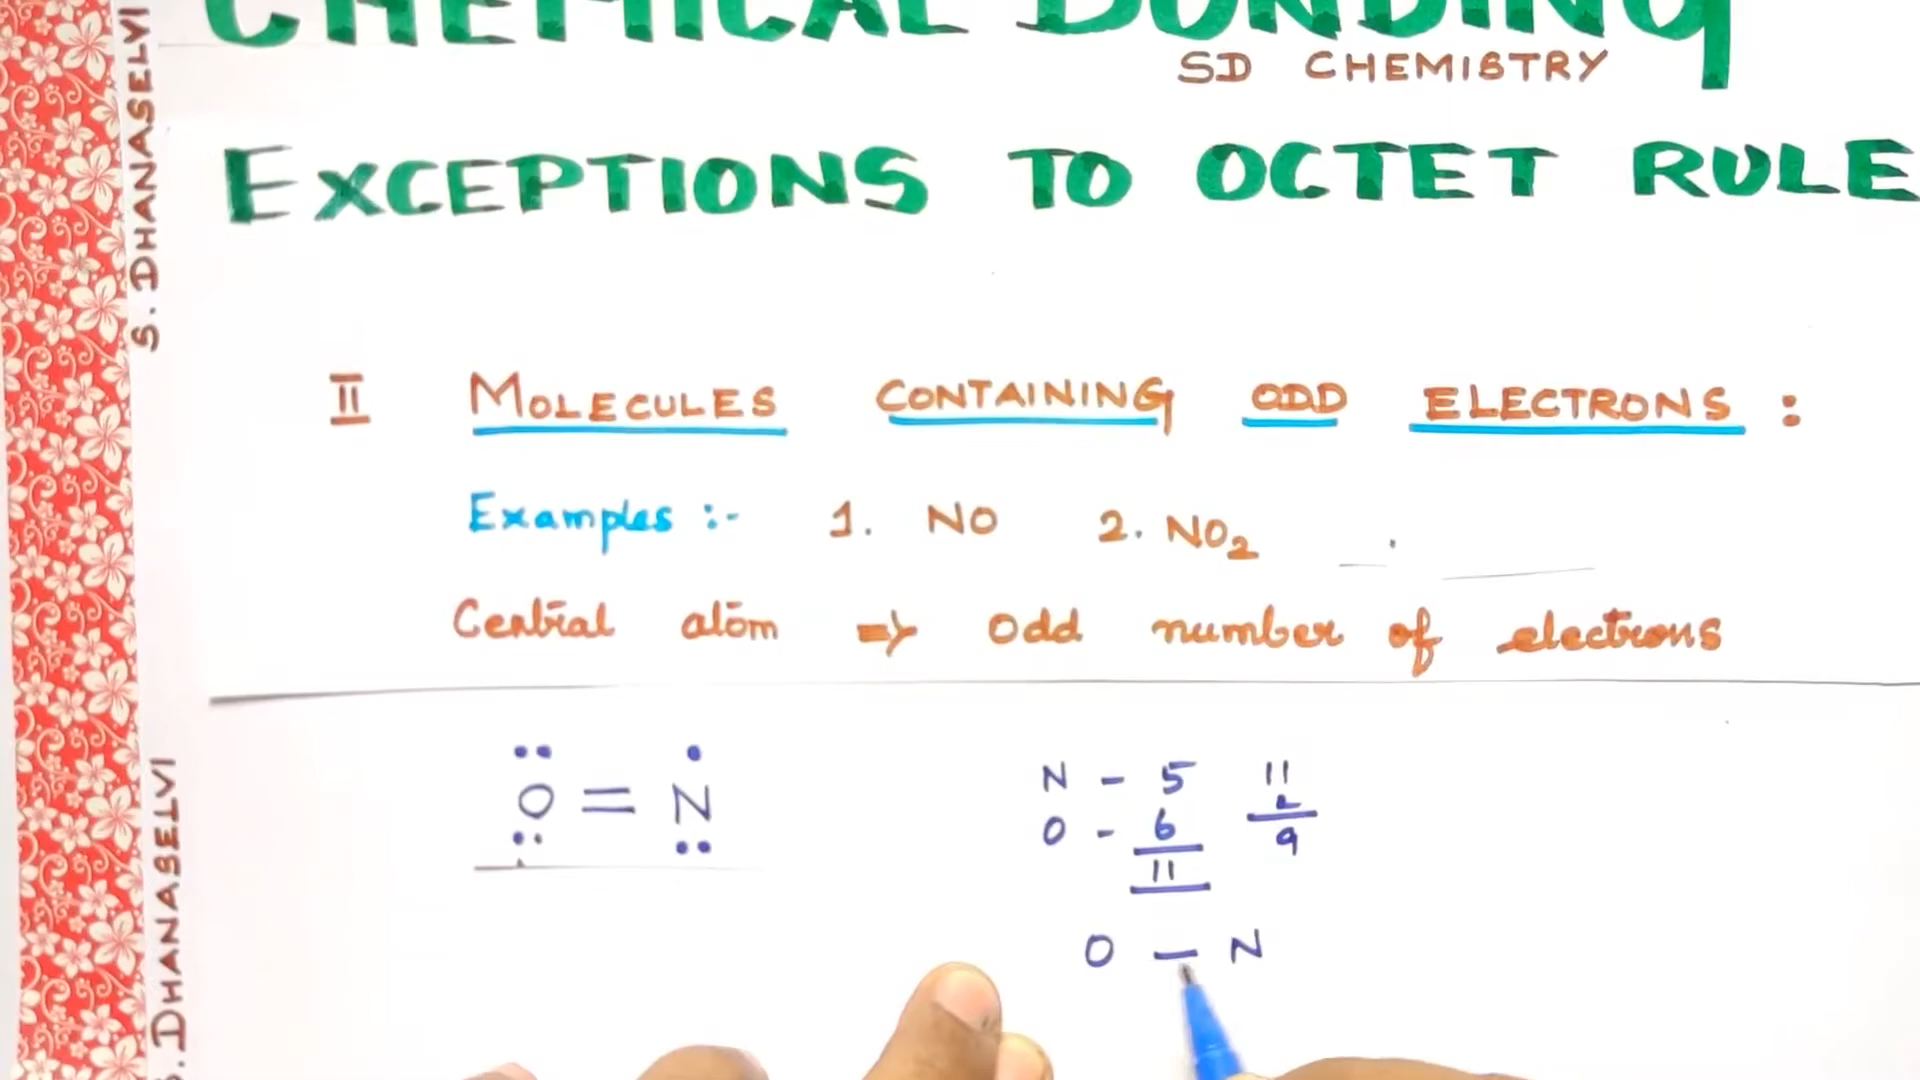 CHEMICAL BONDING
SD CHEMISTRY
EXCEPTIONS TO OCTET RULE
II MOLECULES CONTAINING ODD ELECTRONS :
Examples :- 1. NO 2. NO₂
Central atom ⇒ Odd number of electrons
O = N
N - 5
O - 6
11
11
2
9
O — N
S. DHANASELVI
S. DHANASELVI